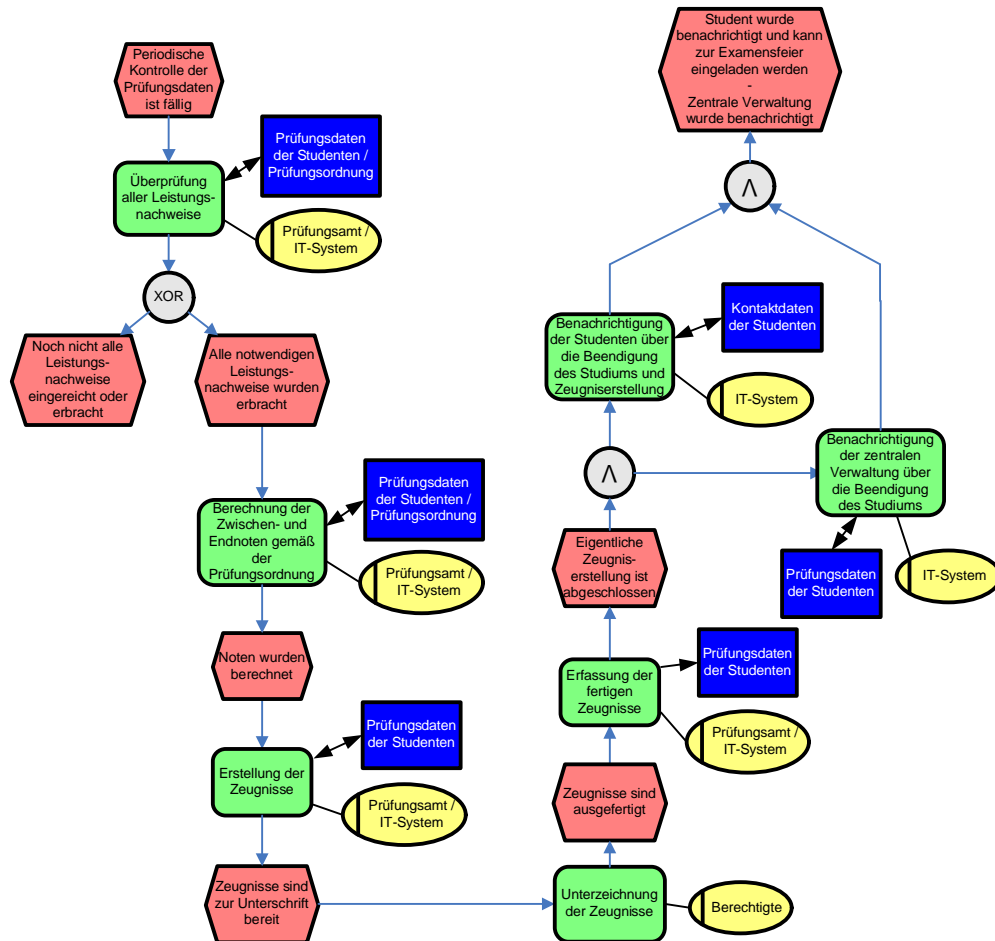 Periodische
Kontrolle der
Prüfungsdaten
ist fällig
Prüfungsdaten
der Studenten /
Prüfungsordnung
Überprüfung
aller Leistungs-
nachweise
Prüfungsamt /
IT-System
XOR
Noch nicht alle
Leistungs-
nachweise
eingereicht oder
erbracht
Alle notwendigen
Leistungs-
nachweise wurden
erbracht
Prüfungsdaten
der Studenten /
Prüfungsordnung
Berechnung der
Zwischen- und
Endnoten gemäß
der
Prüfungsordnung
Prüfungsamt /
IT-System
Noten wurden
berechnet
Prüfungsdaten
der Studenten
Erstellung der
Zeugnisse
Prüfungsamt /
IT-System
Zeugnisse sind
zur Unterschrift
bereit
Unterzeichnung
der Zeugnisse
Berechtigte
Zeugnisse sind
ausgefertigt
Erfassung der
fertigen
Zeugnisse
Prüfungsdaten
der Studenten
Prüfungsamt /
IT-System
Eigentliche
Zeugnis-
erstellung ist
abgeschlossen
Λ
Benachrichtigung
der Studenten über
die Beendigung
des Studiums und
Zeugniserstellung
Kontaktdaten
der Studenten
IT-System
Benachrichtigung
der zentralen
Verwaltung über
die Beendigung
des Studiums
Prüfungsdaten
der Studenten
IT-System
Λ
Student wurde
benachrichtigt und kann
zur Examensfeier
eingeladen werden
-
Zentrale Verwaltung
wurde benachrichtigt